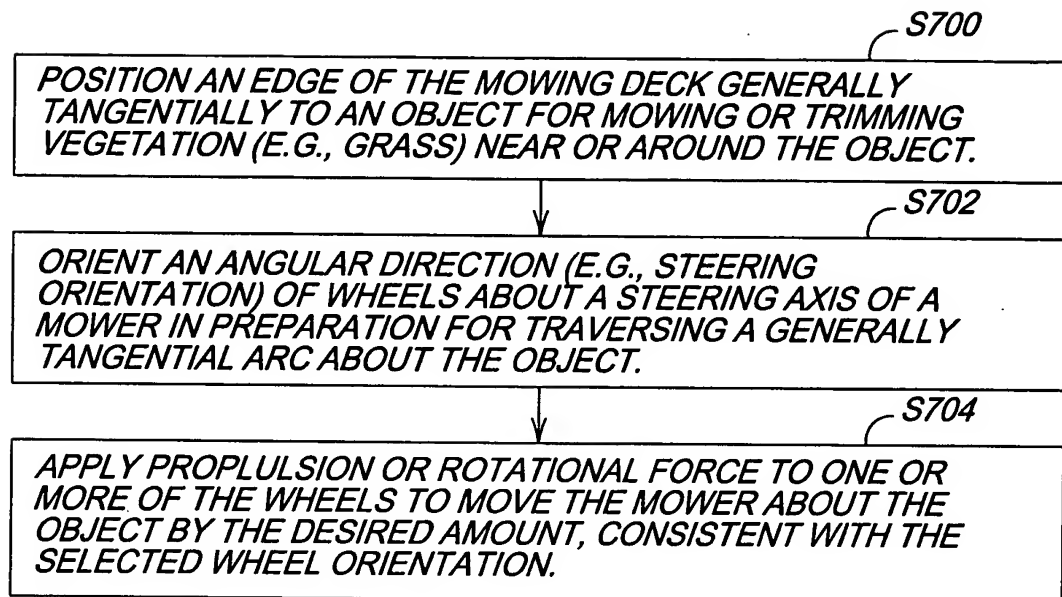 S700
POSITION AN EDGE OF THE MOWING DECK GENERALLY
TANGENTIALLY TO AN OBJECT FOR MOWING OR TRIMMING
VEGETATION (E.G., GRASS) NEAR OR AROUND THE OBJECT.
S702
ORIENT AN ANGULAR DIRECTION (E.G., STEERING
ORIENTATION) OF WHEELS ABOUT A STEERING AXIS OF A
MOWER IN PREPARATION FOR TRAVERSING A GENERALLY
TANGENTIAL ARC ABOUT THE OBJECT.
S704
APPLY PROPLULSION OR ROTATIONAL FORCE TO ONE OR
MORE OF THE WHEELS TO MOVE THE MOWER ABOUT THE
OBJECT BY THE DESIRED AMOUNT, CONSISTENT WITH THE
SELECTED WHEEL ORIENTATION.